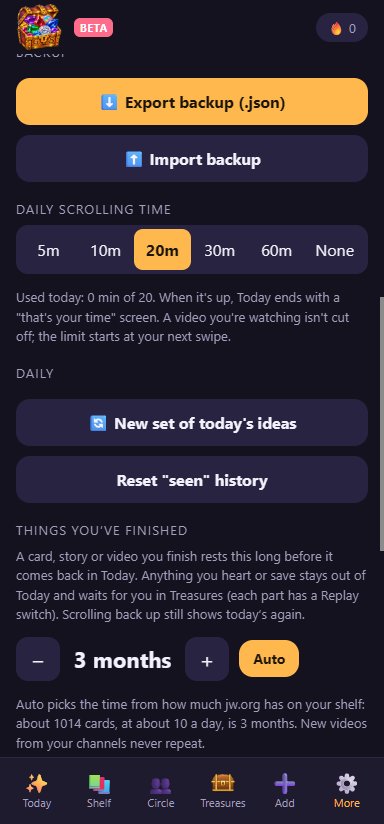 BETA
0
BACKUP
Export backup (.json)
Import backup
DAILY SCROLLING TIME
5m 10m 20m 30m 60m None
Used today: 0 min of 20. When it's up, Today ends with a
"that's your time" screen. A video you're watching isn't cut
off; the limit starts at your next swipe.
DAILY
New set of today's ideas
Reset "seen" history
THINGS YOU'VE FINISHED
A card, story or video you finish rests this long before it
comes back in Today. Anything you heart or save stays out of
Today and waits for you in Treasures (each part has a Replay
switch). Scrolling back up still shows today's again.
– 3 months + Auto
Auto picks the time from how much jw.org has on your shelf:
about 1014 cards, at about 10 a day, is 3 months. New videos
from your channels never repeat.
Today Shelf Circle Treasures Add More